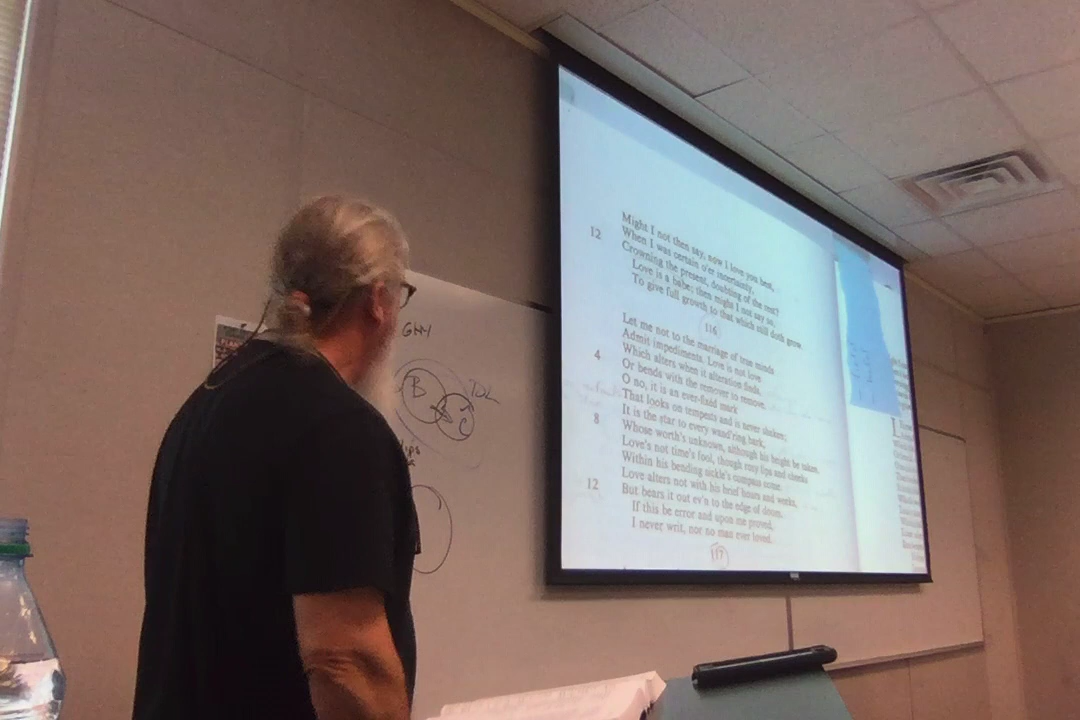 GHY
B
TDL
C
Might I not then say, now I love you best,
12 When I was certain o'er incertainty,
Crowning the present, doubting of the rest?
Love is a babe; then might I not say so,
To give full growth to that which still doth grow.
116
Let me not to the marriage of true minds
Admit impediments. Love is not love
Which alters when it alteration finds,
4 Or bends with the remover to remove.
O no, it is an ever-fixèd mark
That looks on tempests and is never shaken;
It is the star to every wand'ring bark,
8 Whose worth's unknown, although his height be taken.
Love's not time's fool, though rosy lips and cheeks
Within his bending sickle's compass come.
Love alters not with his brief hours and weeks,
12 But bears it out ev'n to the edge of doom.
If this be error and upon me proved,
I never writ, nor no man ever loved.
117